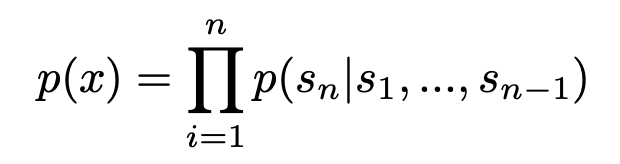 p(x) = ∏_{i=1}^{n} p(s_n|s_1, ..., s_{n−1})